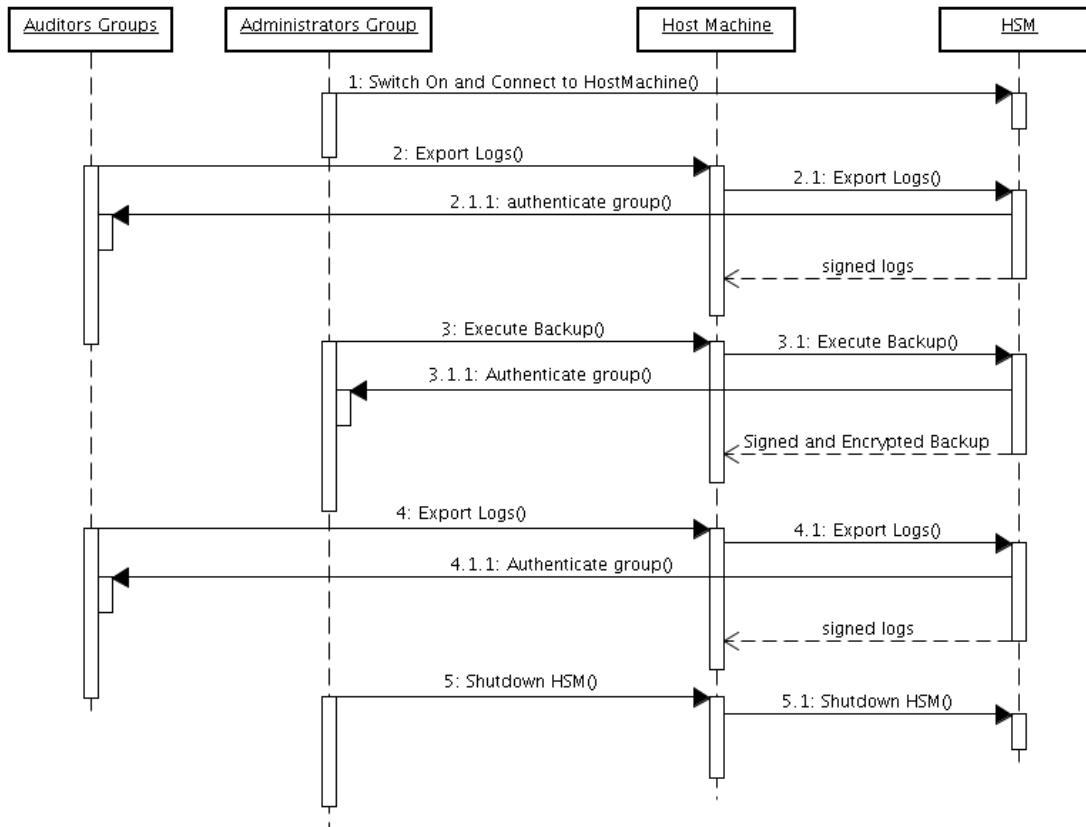 Auditors Groups
Administrators Group
Host Machine
HSM
1: Switch On and Connect to HostMachine()
2: Export Logs()
2.1: Export Logs()
2.1.1: authenticate group()
signed logs
3: Execute Backup()
3.1: Execute Backup()
3.1.1: Authenticate group()
Signed and Encrypted Backup
4: Export Logs()
4.1: Export Logs()
4.1.1: Authenticate group()
signed logs
5: Shutdown HSM()
5.1: Shutdown HSM()